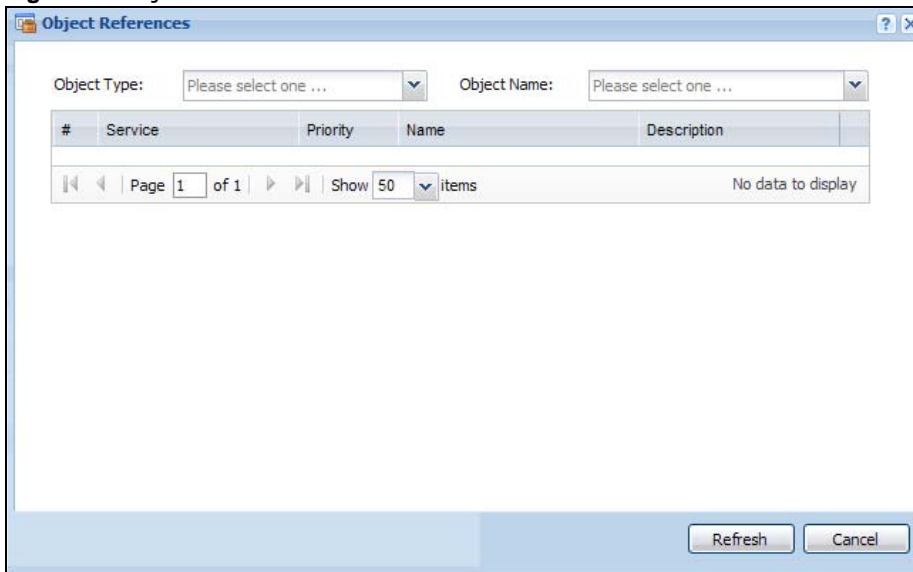 Object References
Object Type: Please select one ... Object Name: Please select one ...
# Service Priority Name Description
Page 1 of 1 Show 50 items No data to display
Refresh Cancel